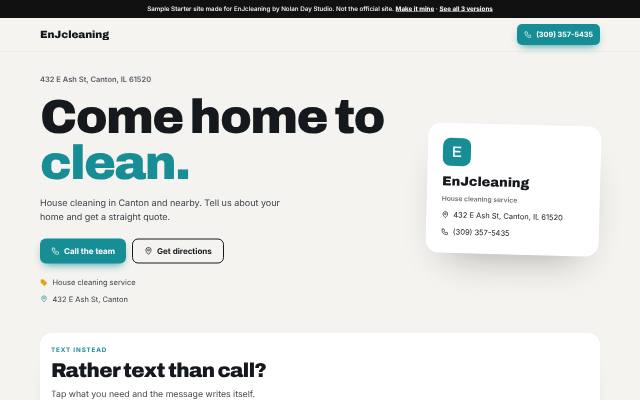 Sample Starter site made for EnJcleaning by Nolan Day Studio. Not the official site. Make it mine · See all 3 versions
EnJcleaning
(309) 357-5435
432 E Ash St, Canton, IL 61520
Come home to
clean.
House cleaning in Canton and nearby. Tell us about your
home and get a straight quote.
Call the team
Get directions
House cleaning service
432 E Ash St, Canton
E
EnJcleaning
House cleaning service
432 E Ash St, Canton, IL 61520
(309) 357-5435
TEXT INSTEAD
Rather text than call?
Tap what you need and the message writes itself.